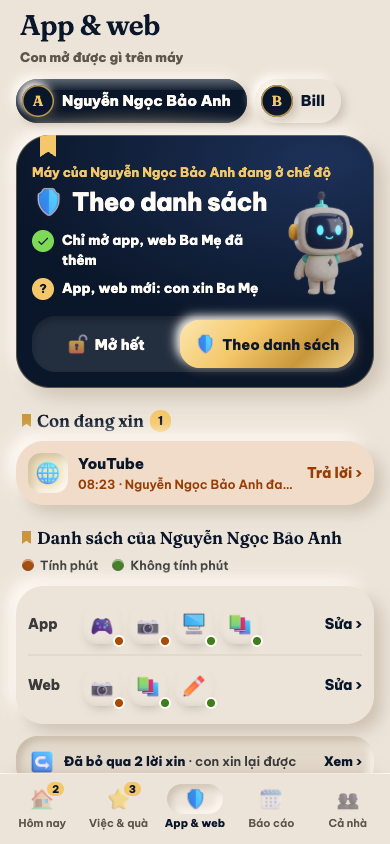 App & web
Con mở được gì trên máy
A Nguyễn Ngọc Bảo Anh
B Bill
Máy của Nguyễn Ngọc Bảo Anh đang ở chế độ
Theo danh sách
Chỉ mở app, web Ba Mẹ đã
thêm
? App, web mới: con xin Ba Mẹ
Mở hết
Theo danh sách
Con đang xin 1
YouTube
08:23 · Nguyễn Ngọc Bảo Anh đa...
Trả lời ›
Danh sách của Nguyễn Ngọc Bảo Anh
Tính phút
Không tính phút
App
Sửa ›
Web
Sửa ›
Đã bỏ qua 2 lời xin · con xin lại được
Xem ›
2
3
Hôm nay
Việc & quà
App & web
Báo cáo
Cả nhà